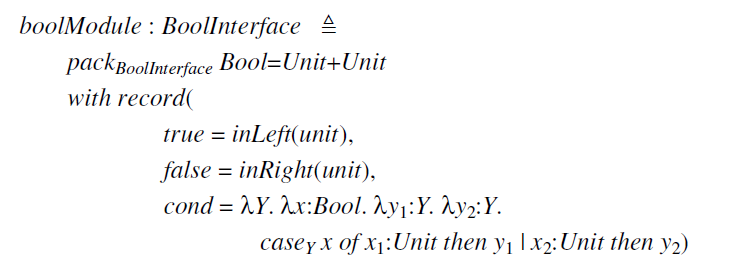 boolModule : BoolInterface ≜
pack_BoolInterface Bool=Unit+Unit
with record(
true = inLeft(unit),
false = inRight(unit),
cond = λY. λx:Bool. λy₁:Y. λy₂:Y.
case_Y x of x₁:Unit then y₁ | x₂:Unit then y₂)